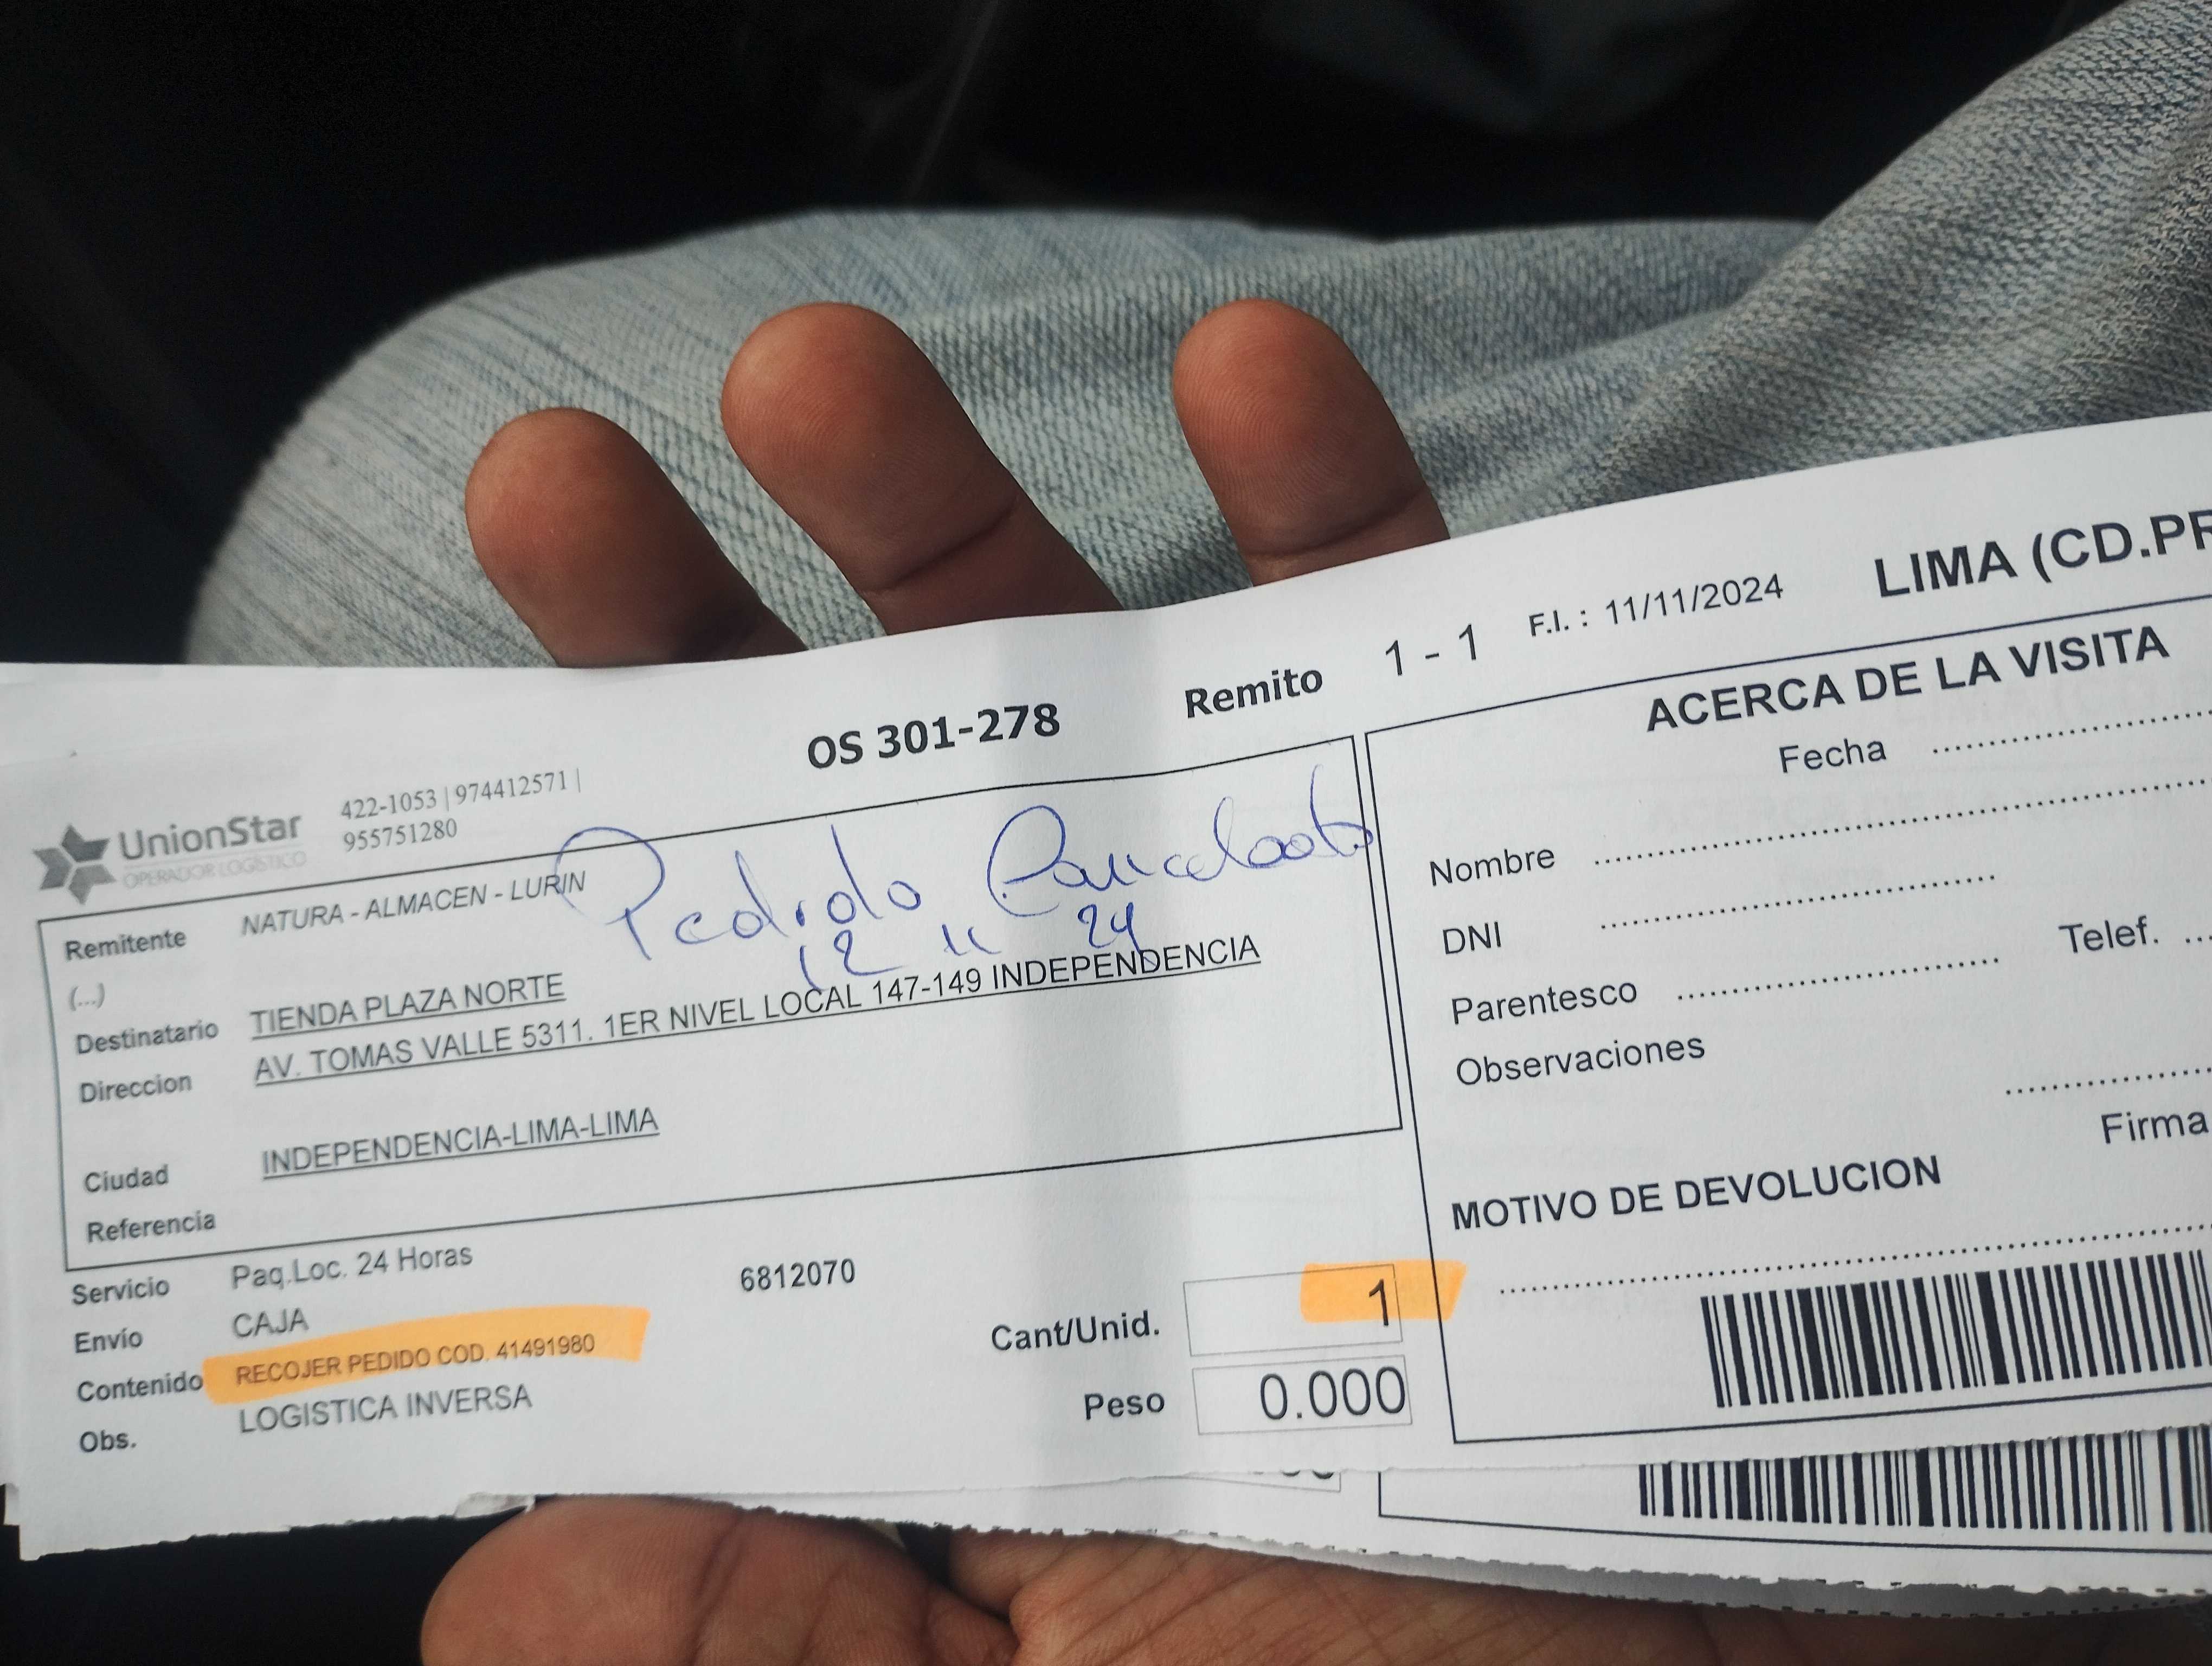 OS 301-278 Remito 1 - 1 F.I. : 11/11/2024 LIMA (CD.PR
UnionStar
OPERADOR LOGÍSTICO
422-1053 | 974412571 |
955751280
Pedido Cancelado
12 11 24
Remitente NATURA - ALMACEN - LURIN
(...)
Destinatario TIENDA PLAZA NORTE
Direccion AV. TOMAS VALLE 5311. 1ER NIVEL LOCAL 147-149 INDEPENDENCIA
Ciudad INDEPENDENCIA-LIMA-LIMA
Referencia
Servicio Paq.Loc. 24 Horas 6812070
Envío CAJA
Contenido RECOJER PEDIDO COD. 41491980
Obs. LOGISTICA INVERSA
Cant/Unid. 1
Peso 0.000
ACERCA DE LA VISITA
Fecha
Nombre
DNI Telef.
Parentesco
Observaciones
Firma
MOTIVO DE DEVOLUCION